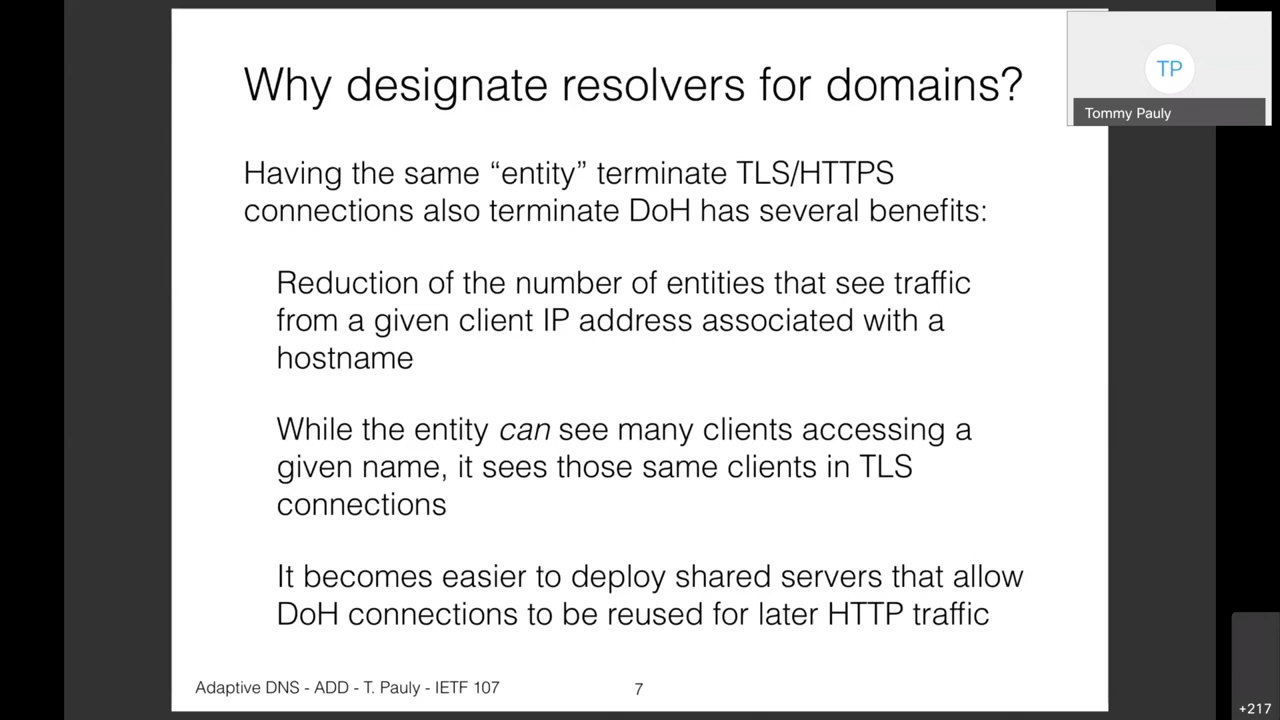 Why designate resolvers for domains?
TP
Tommy Pauly
Having the same “entity” terminate TLS/HTTPS
connections also terminate DoH has several benefits:
Reduction of the number of entities that see traffic
from a given client IP address associated with a
hostname
While the entity can see many clients accessing a
given name, it sees those same clients in TLS
connections
It becomes easier to deploy shared servers that allow
DoH connections to be reused for later HTTP traffic
Adaptive DNS - ADD - T. Pauly - IETF 107
7
+217